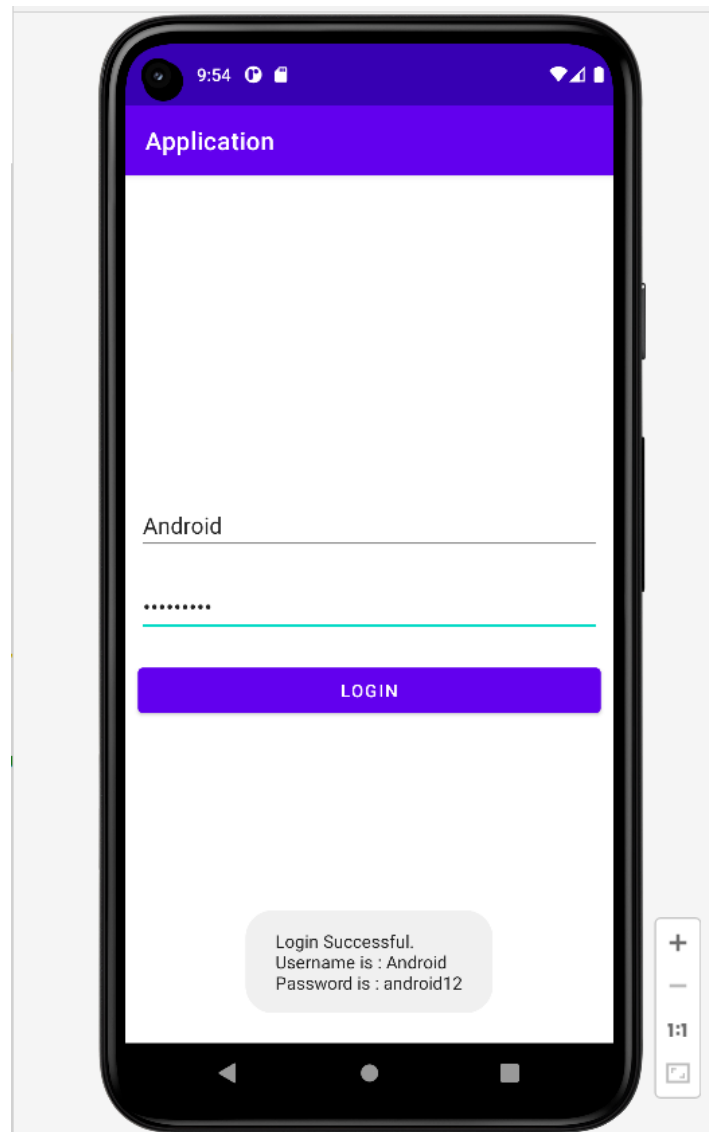 9:54
Application
Android
•••••••••
LOGIN
Login Successful.
Username is : Android
Password is : android12
1:1